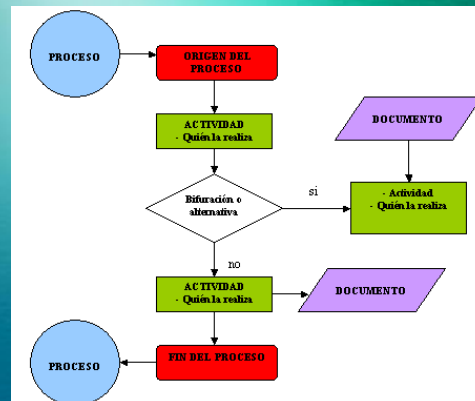 PROCESO
ORIGEN DEL
PROCESO
ACTIVIDAD
- Quién la realiza
DOCUMENTO
Bifuración o
alternativa
si
- Actividad
- Quién la realiza
no
ACTIVIDAD
- Quién la realiza
DOCUMENTO
FIN DEL PROCESO
PROCESO